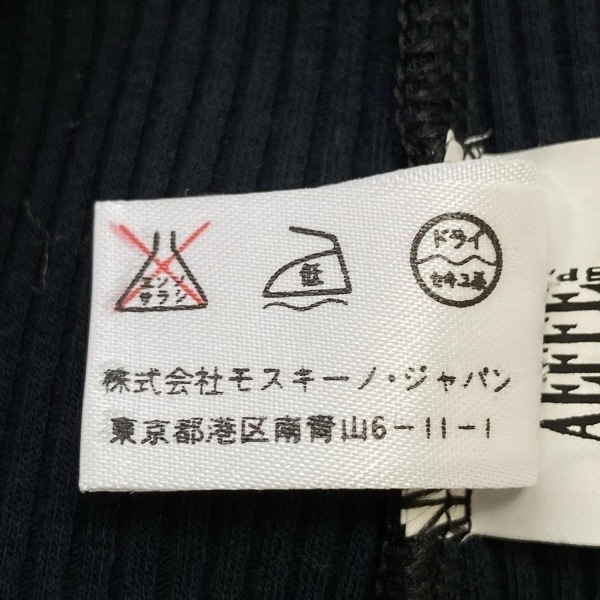 エンソ
サラシ
低
ドライ
セキユ系
株式会社モスキーノ・ジャパン
東京都港区南青山6-11-1
AEFFE